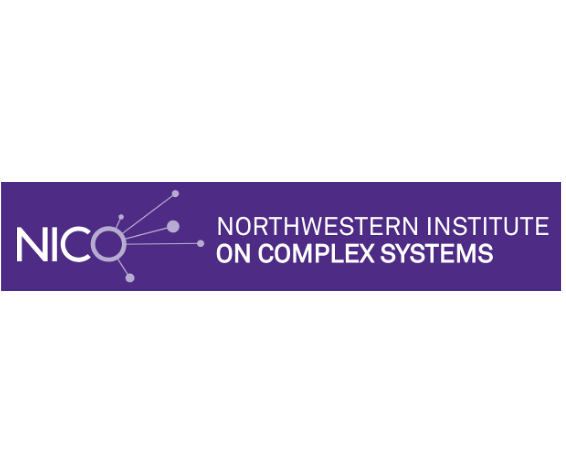 NICO
NORTHWESTERN INSTITUTE
ON COMPLEX SYSTEMS